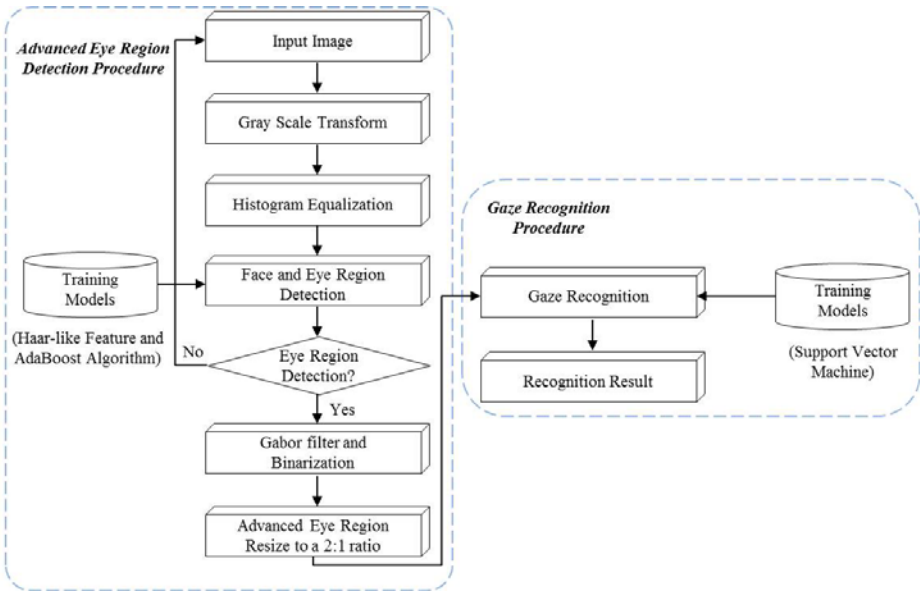 Advanced Eye Region
Detection Procedure
Input Image
Gray Scale Transform
Histogram Equalization
Training
Models
(Haar-like Feature and
AdaBoost Algorithm)
Face and Eye Region
Detection
No
Eye Region
Detection?
Yes
Gabor filter and
Binarization
Advanced Eye Region
Resize to a 2:1 ratio
Gaze Recognition
Procedure
Gaze Recognition
Training
Models
(Support Vector
Machine)
Recognition Result